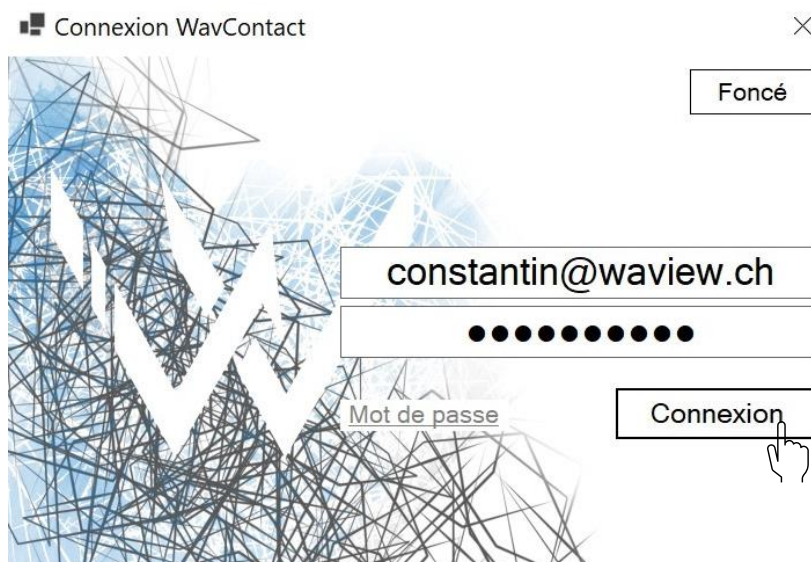 Connexion WavContact
Foncé
constantin@waview.ch
●●●●●●●●●●
Mot de passe
Connexion